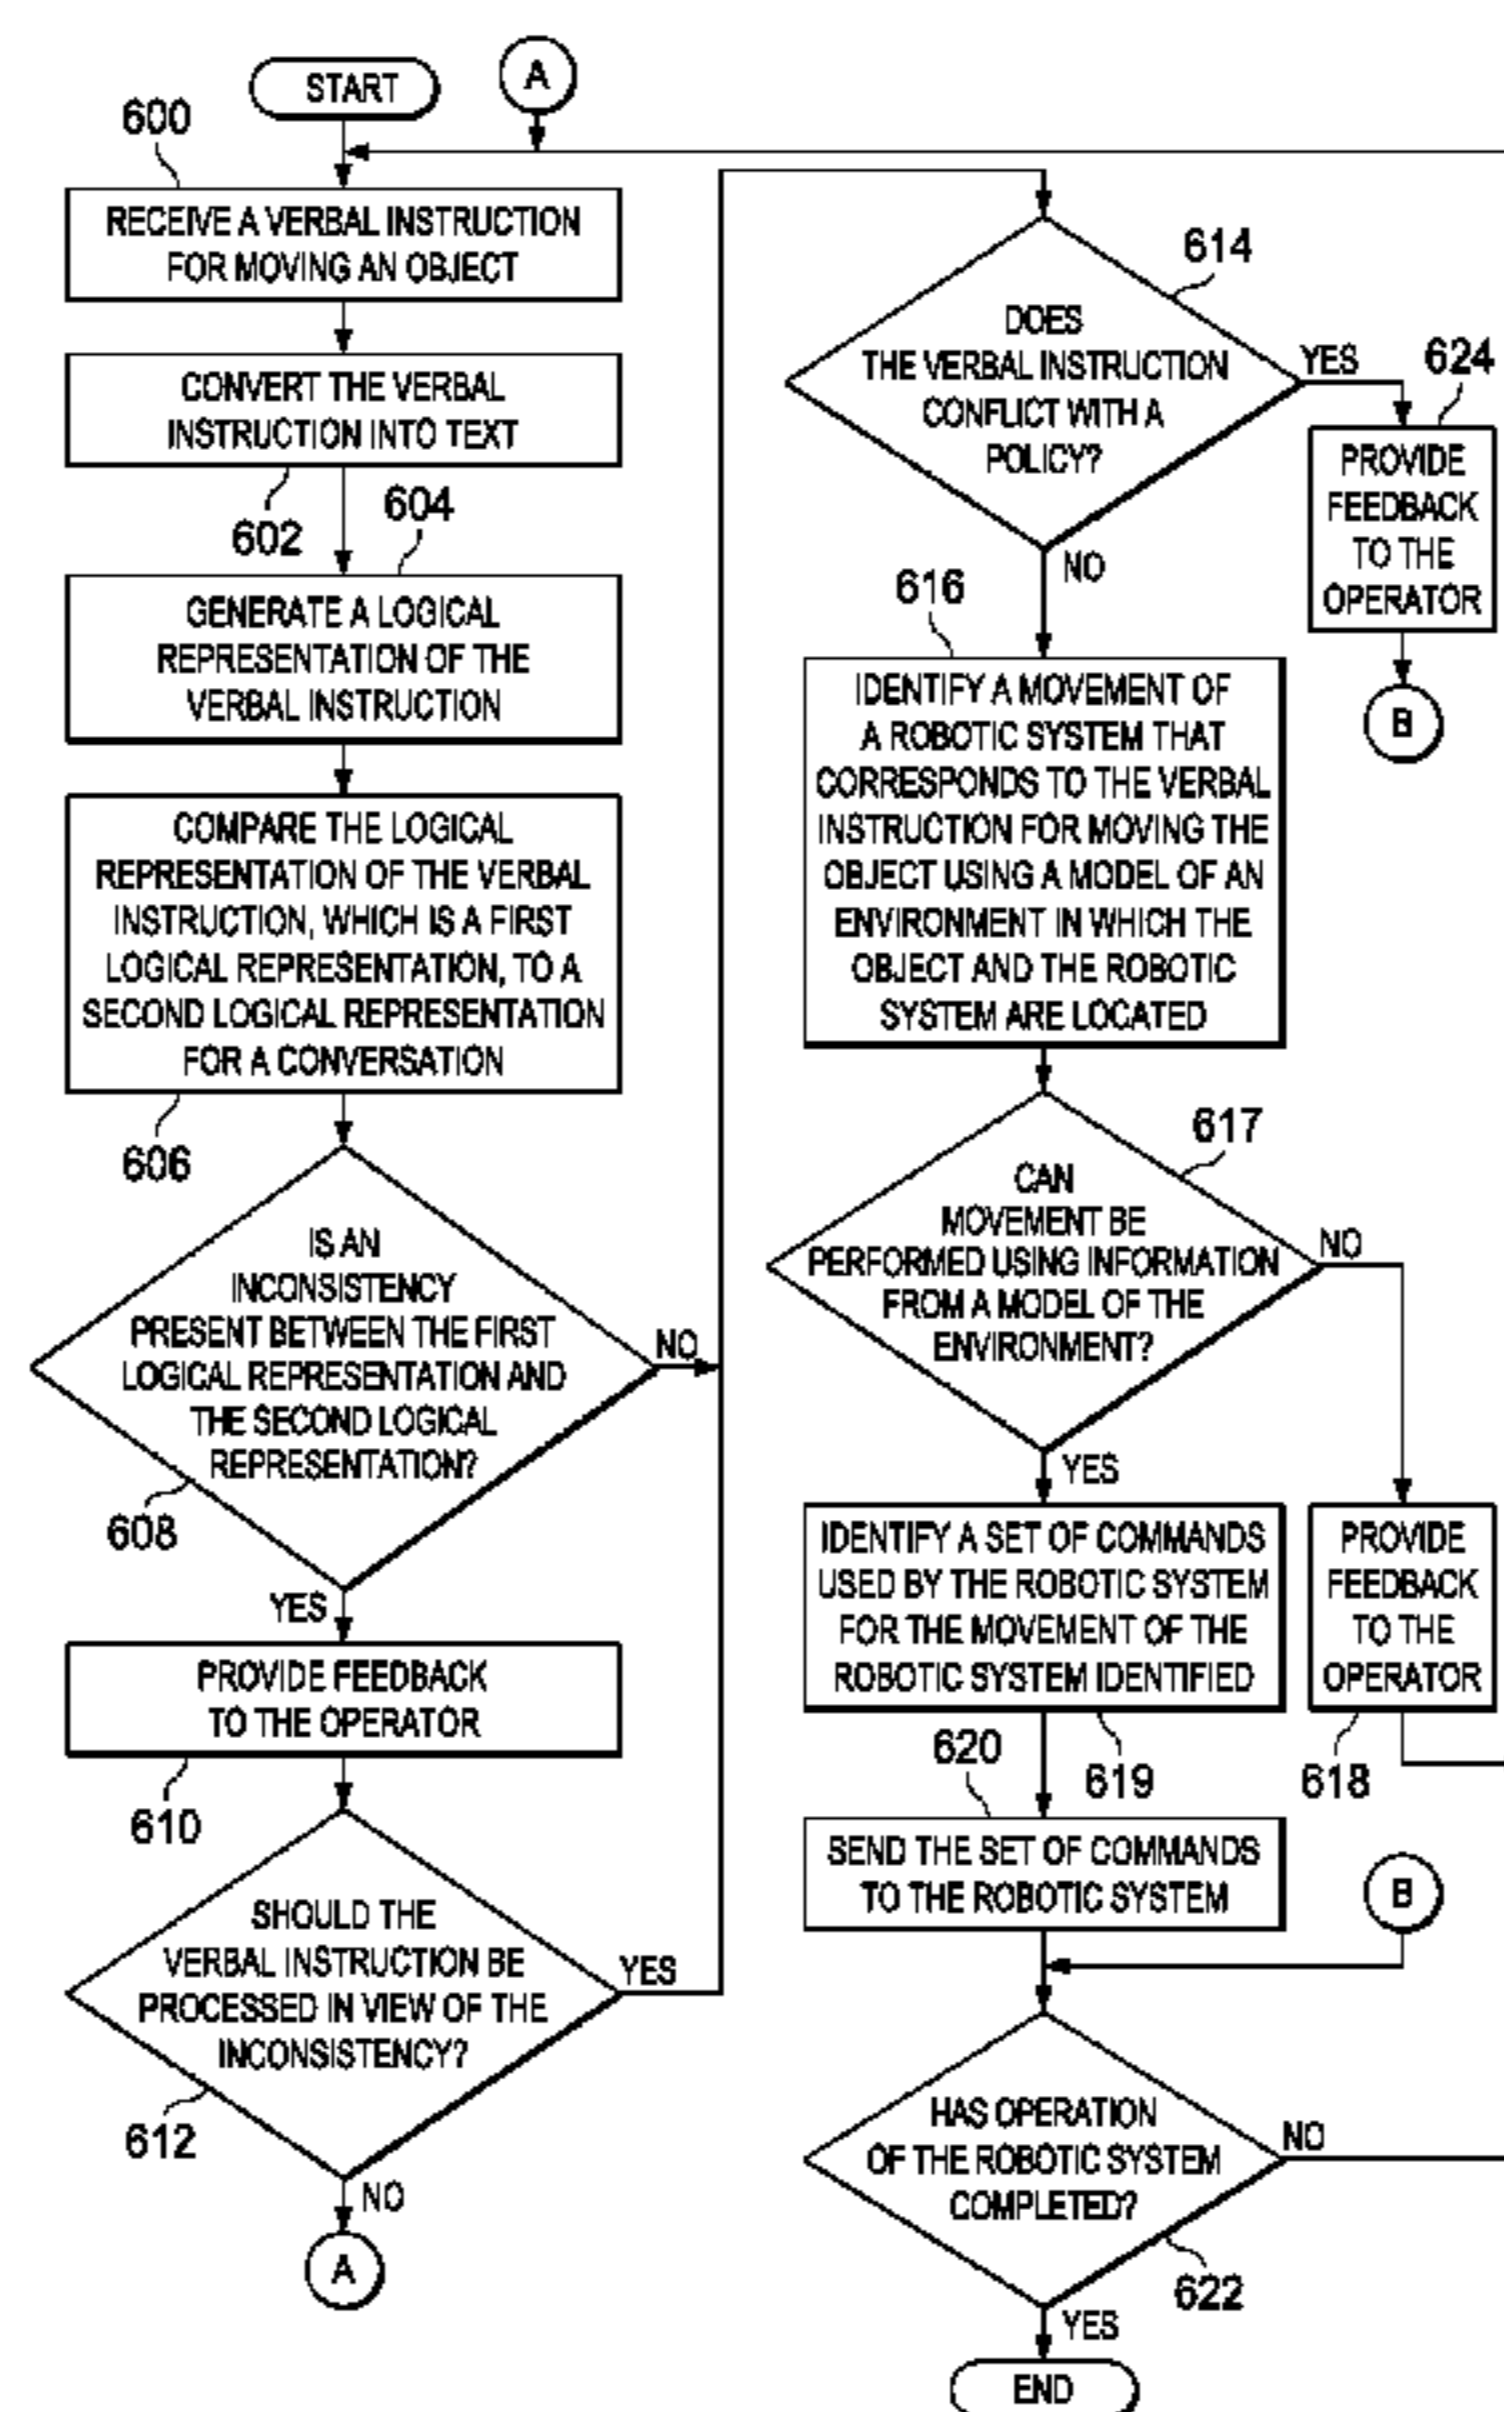 START
A
600
RECEIVE A VERBAL INSTRUCTION
FOR MOVING AN OBJECT
CONVERT THE VERBAL
INSTRUCTION INTO TEXT
602
604
GENERATE A LOGICAL
REPRESENTATION OF THE
VERBAL INSTRUCTION
COMPARE THE LOGICAL
REPRESENTATION OF THE VERBAL
INSTRUCTION, WHICH IS A FIRST
LOGICAL REPRESENTATION, TO A
SECOND LOGICAL REPRESENTATION
FOR A CONVERSATION
606
IS AN
INCONSISTENCY
PRESENT BETWEEN THE FIRST
LOGICAL REPRESENTATION AND
THE SECOND LOGICAL
REPRESENTATION?
NO
608
YES
PROVIDE FEEDBACK
TO THE OPERATOR
610
SHOULD THE
VERBAL INSTRUCTION BE
PROCESSED IN VIEW OF THE
INCONSISTENCY?
YES
612
NO
A
614
DOES
THE VERBAL INSTRUCTION
CONFLICT WITH A
POLICY?
YES
624
PROVIDE
FEEDBACK
TO THE
OPERATOR
B
NO
616
IDENTIFY A MOVEMENT OF
A ROBOTIC SYSTEM THAT
CORRESPONDS TO THE VERBAL
INSTRUCTION FOR MOVING THE
OBJECT USING A MODEL OF AN
ENVIRONMENT IN WHICH THE
OBJECT AND THE ROBOTIC
SYSTEM ARE LOCATED
617
CAN
MOVEMENT BE
PERFORMED USING INFORMATION
FROM A MODEL OF THE
ENVIRONMENT?
NO
YES
IDENTIFY A SET OF COMMANDS
USED BY THE ROBOTIC SYSTEM
FOR THE MOVEMENT OF THE
ROBOTIC SYSTEM IDENTIFIED
PROVIDE
FEEDBACK
TO THE
OPERATOR
620
619
618
SEND THE SET OF COMMANDS
TO THE ROBOTIC SYSTEM
B
HAS OPERATION
OF THE ROBOTIC SYSTEM
COMPLETED?
NO
622
YES
END